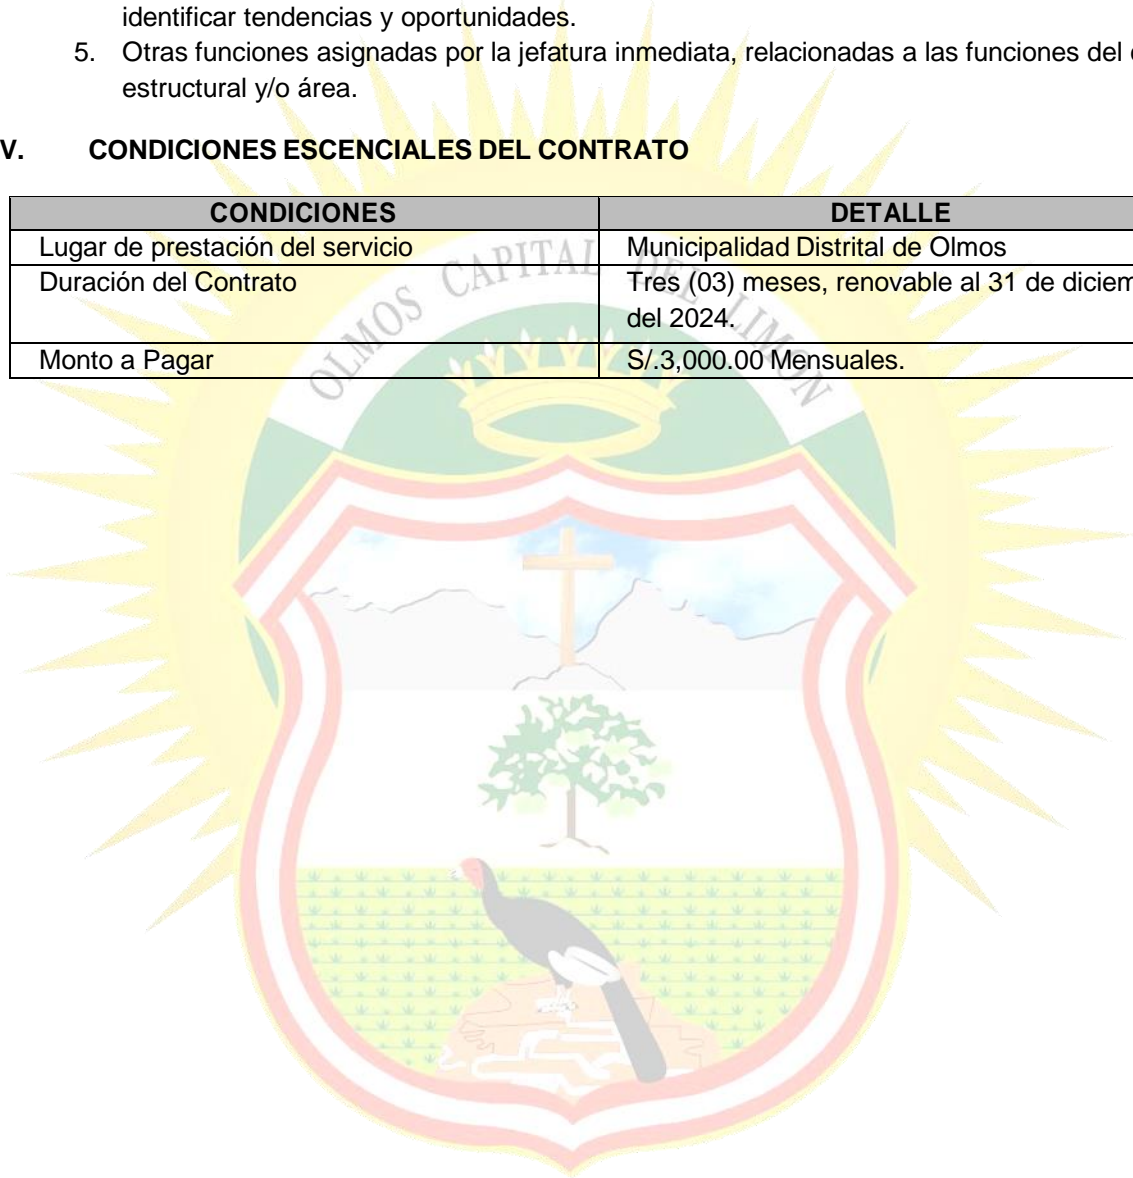 identificar tendencias y oportunidades.
5. Otras funciones asignadas por la jefatura inmediata, relacionadas a las funciones del
estructural y/o área.
V. CONDICIONES ESCENCIALES DEL CONTRATO
CONDICIONES DETALLE
Lugar de prestación del servicio Municipalidad Distrital de Olmos
Duración del Contrato Tres (03) meses, renovable al 31 de diciem
del 2024.
Monto a Pagar S/.3,000.00 Mensuales.
OLMOS CAPITAL DEL LIMON